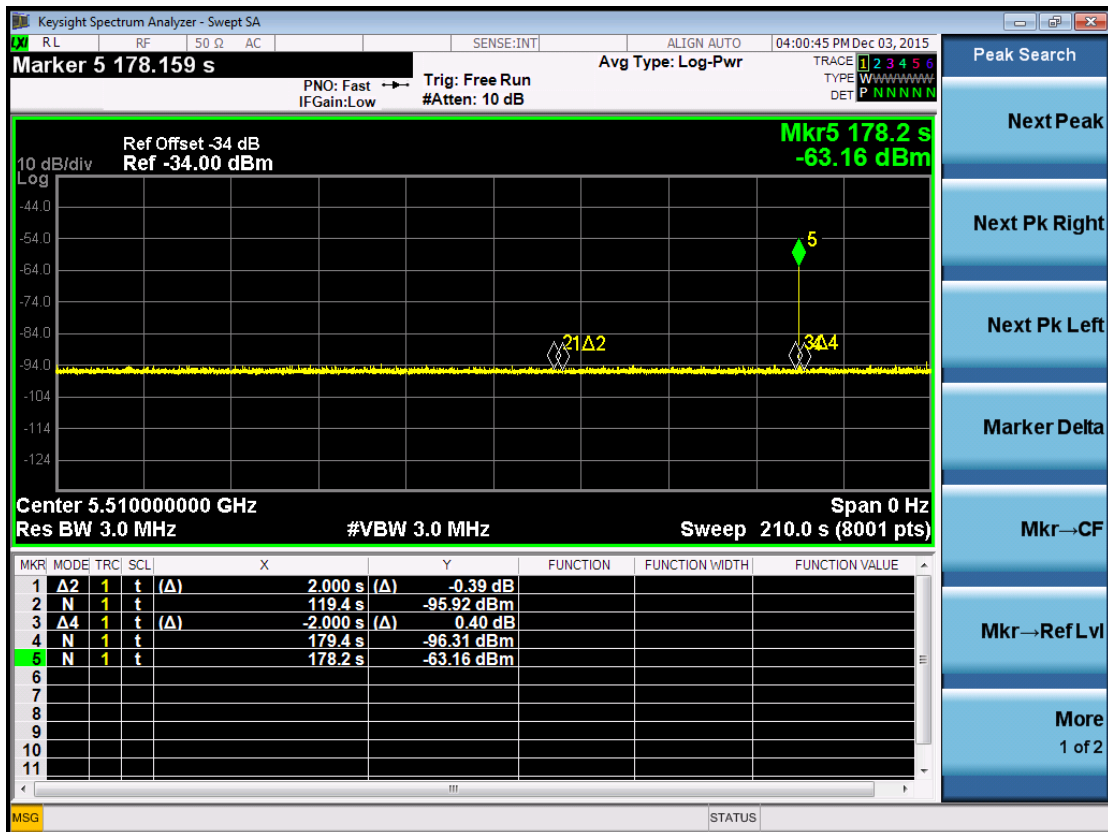 Keysight Spectrum Analyzer - Swept SA
LXI RL RF 50 Ω AC SENSE:INT ALIGN AUTO 04:00:45 PM Dec 03, 2015
Marker 5 178.159 s
PNO: Fast
IFGain:Low
Trig: Free Run
#Atten: 10 dB
Avg Type: Log-Pwr
TRACE 1 2 3 4 5 6
TYPE W
DET P N N N N N
Peak Search
Next Peak
Next Pk Right
Next Pk Left
Marker Delta
Mkr→CF
Mkr→Ref Lvl
More
1 of 2
Mkr5 178.2 s
-63.16 dBm
Ref Offset -34 dB
10 dB/div Ref -34.00 dBm
Log
-44.0
-54.0
-64.0
-74.0
-84.0
-94.0
-104
-114
-124
5
21Δ2
Center 5.510000000 GHz Span 0 Hz
Res BW 3.0 MHz #VBW 3.0 MHz Sweep 210.0 s (8001 pts)
MKR MODE TRC SCL X Y FUNCTION FUNCTION WIDTH FUNCTION VALUE
1 Δ2 1 t (Δ) 2.000 s (Δ) -0.39 dB
2 N 1 t 119.4 s -95.92 dBm
3 Δ4 1 t (Δ) -2.000 s (Δ) 0.40 dB
4 N 1 t 179.4 s -96.31 dBm
5 N 1 t 178.2 s -63.16 dBm
6
7
8
9
10
11
MSG STATUS